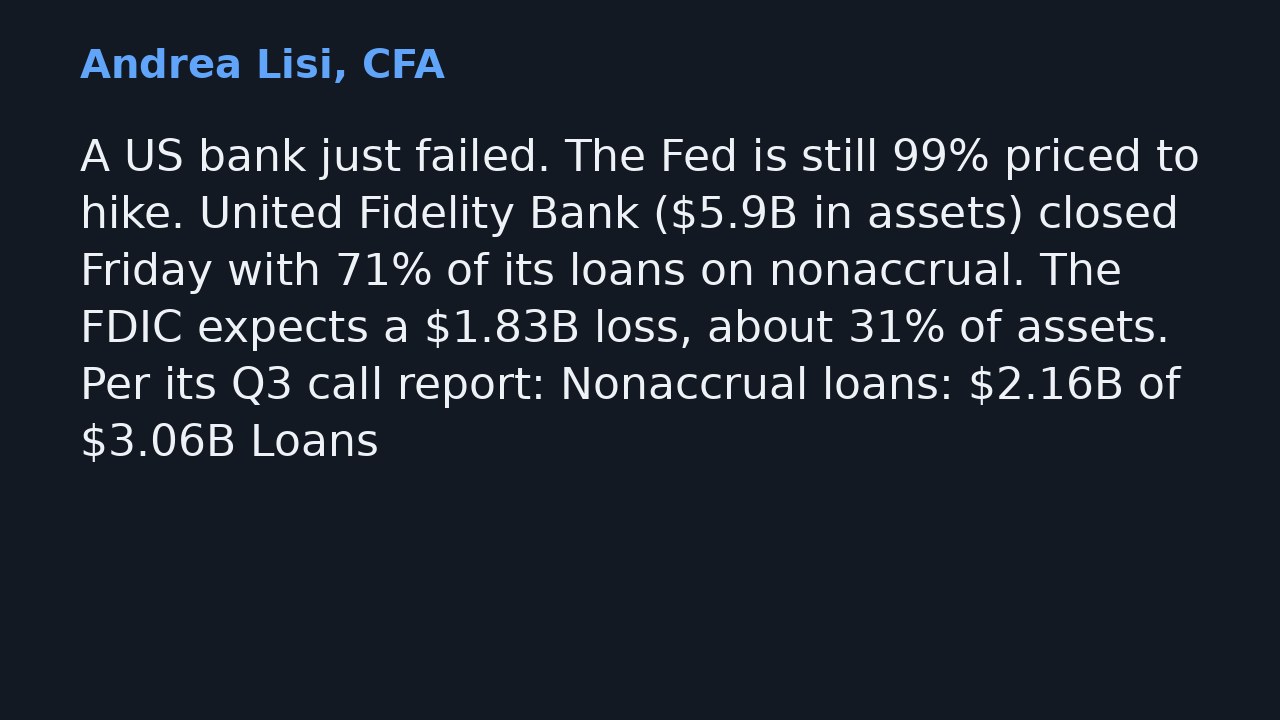 Andrea Lisi, CFA
A US bank just failed. The Fed is still 99% priced to
hike. United Fidelity Bank ($5.9B in assets) closed
Friday with 71% of its loans on nonaccrual. The
FDIC expects a $1.83B loss, about 31% of assets.
Per its Q3 call report: Nonaccrual loans: $2.16B of
$3.06B Loans